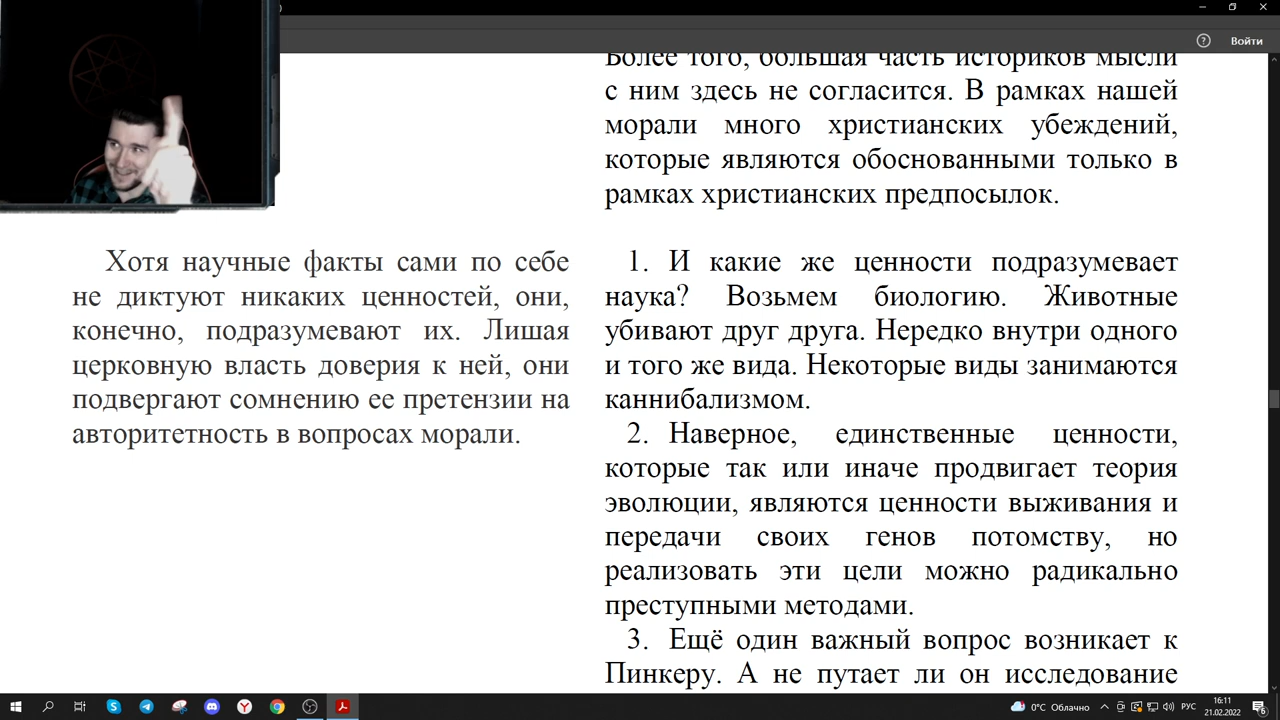 Войти
Более того, большая часть историков мысли
с ним здесь не согласится. В рамках нашей
морали много христианских убеждений,
которые являются обоснованными только в
рамках христианских предпосылок.
Хотя научные факты сами по себе
не диктуют никаких ценностей, они,
конечно, подразумевают их. Лишая
церковную власть доверия к ней, они
подвергают сомнению ее претензии на
авторитетность в вопросах морали.
1. И какие же ценности подразумевает
наука? Возьмем биологию. Животные
убивают друг друга. Нередко внутри одного
и того же вида. Некоторые виды занимаются
каннибализмом.
2. Наверное, единственные ценности,
которые так или иначе продвигает теория
эволюции, являются ценности выживания и
передачи своих генов потомству, но
реализовать эти цели можно радикально
преступными методами.
3. Ещё один важный вопрос возникает к
Пинкеру. А не путает ли он исследование
0°C Облачно
РУС
16:11
21.02.2022
6